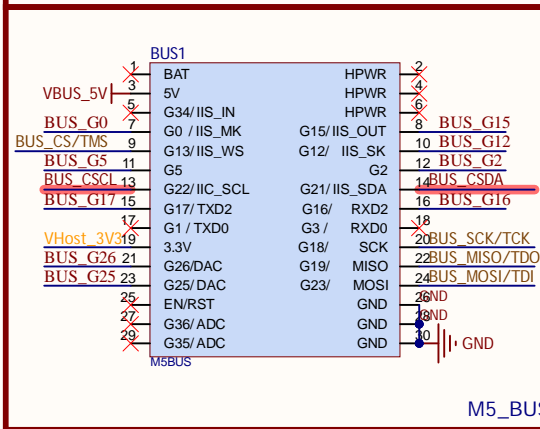 BUS1
1 BAT HPWR 2
VBUS_5V 3 5V HPWR 4
5 G34/IIS_IN HPWR 6
BUS_G0 7 G0 /IIS_MK G15/IIS_OUT 8 BUS_G15
BUS_CS/TMS 9 G13/IIS_WS G12/ IIS_SK 10 BUS_G12
BUS_G5 11 G5 G2 12 BUS_G2
BUS_CSCL 13 G22/IIC_SCL G21/IIS_SDA 14 BUS_CSDA
BUS_G17 15 G17/ TXD2 G16/ RXD2 16 BUS_G16
17 G1 / TXD0 G3 / RXD0 18
VHost_3V3 19 3.3V G18/ SCK 20 BUS_SCK/TCK
BUS_G26 21 G26/DAC G19/ MISO 22 BUS_MISO/TDO
BUS_G25 23 G25/DAC G23/ MOSI 24 BUS_MOSI/TDI
25 EN/RST GND 26 GND
27 G36/ADC GND 28 GND
29 G35/ADC GND 30 GND
M5BUS
M5_BUS